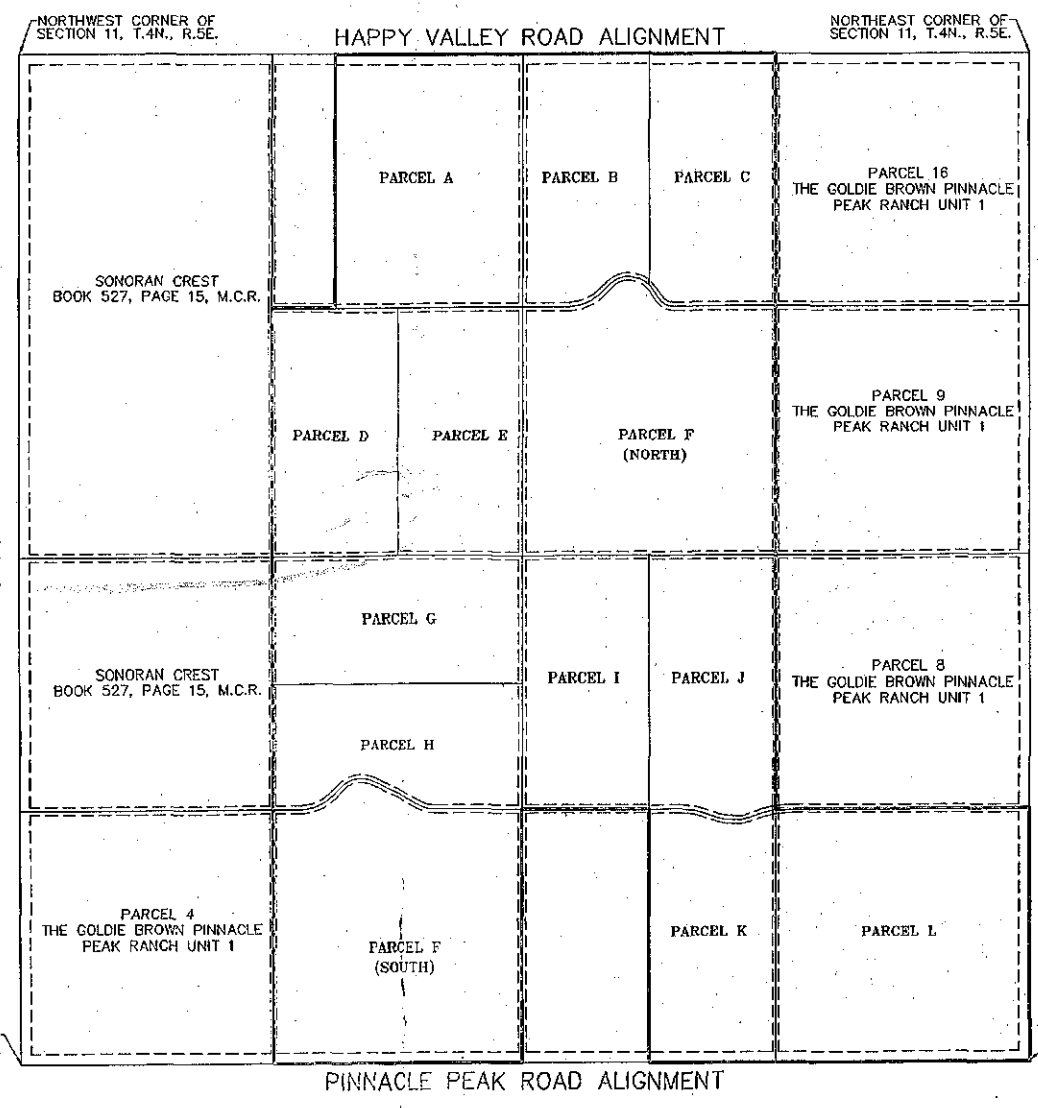 NORTHWEST CORNER OF
SECTION 11, T.4N., R.5E.
HAPPY VALLEY ROAD ALIGNMENT
NORTHEAST CORNER OF
SECTION 11, T.4N., R.5E.
PARCEL A
PARCEL B
PARCEL C
PARCEL 16
THE GOLDIE BROWN PINNACLE
PEAK RANCH UNIT 1
SONORAN CREST
BOOK 527, PAGE 15, M.C.R.
PARCEL D
PARCEL E
PARCEL F
(NORTH)
PARCEL 9
THE GOLDIE BROWN PINNACLE
PEAK RANCH UNIT 1
PARCEL G
SONORAN CREST
BOOK 527, PAGE 15, M.C.R.
PARCEL I
PARCEL J
PARCEL 8
THE GOLDIE BROWN PINNACLE
PEAK RANCH UNIT 1
PARCEL H
PARCEL 4
THE GOLDIE BROWN PINNACLE
PEAK RANCH UNIT 1
PARCEL F
(SOUTH)
PARCEL K
PARCEL L
PINNACLE PEAK ROAD ALIGNMENT